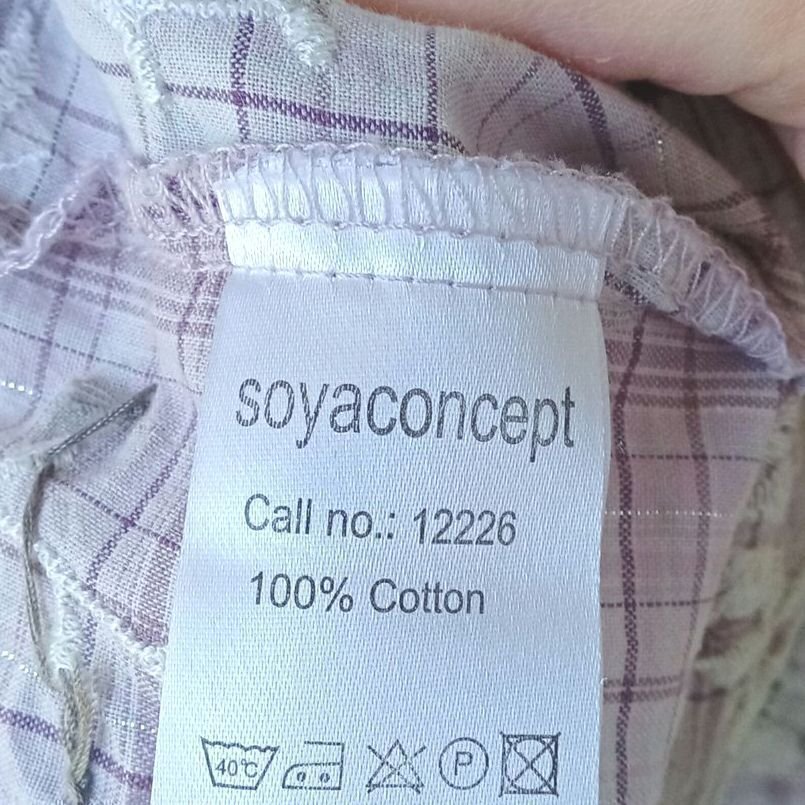 soyaconcept
Call no.: 12226
100% Cotton
40°C P